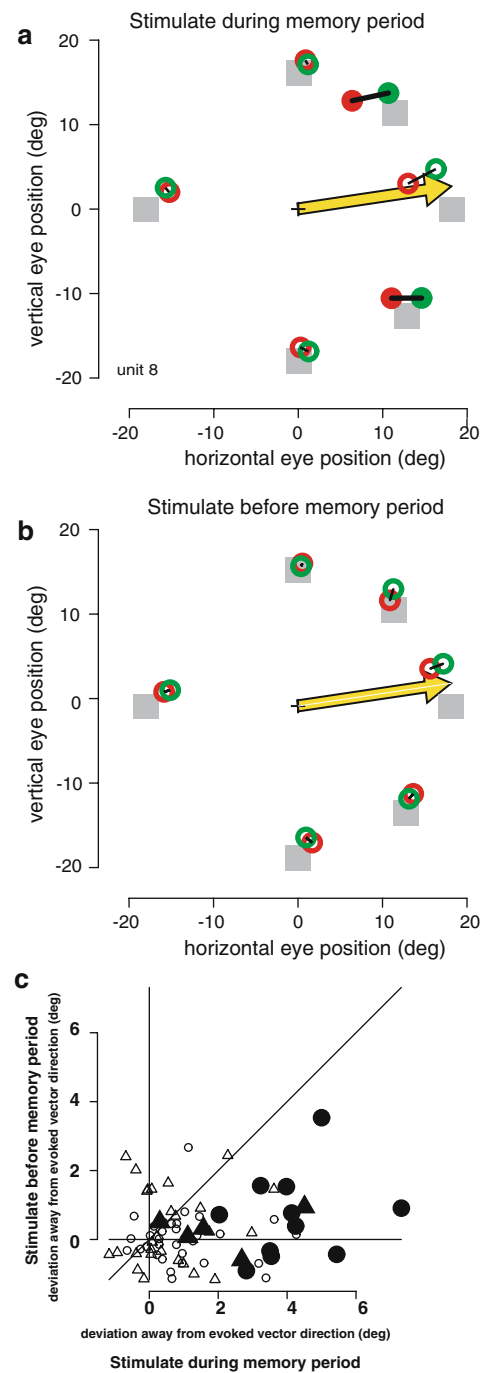 a
Stimulate during memory period
20
10
0
-10
-20
vertical eye position (deg)
unit 8
-20 -10 0 10 20
horizontal eye position (deg)
b
Stimulate before memory period
20
10
0
-10
-20
vertical eye position (deg)
-20 -10 0 10 20
horizontal eye position (deg)
c
Stimulate before memory period
deviation away from evoked vector direction (deg)
6
4
2
0
0 2 4 6
deviation away from evoked vector direction (deg)
Stimulate during memory period